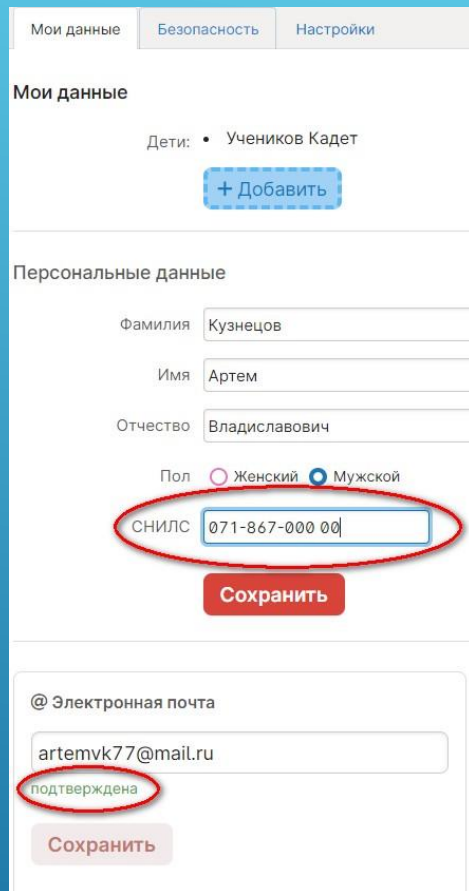 Мои данные Безопасность Настройки
Мои данные
Дети: • Учеников Кадет
+ Добавить
Персональные данные
Фамилия Кузнецов
Имя Артем
Отчество Владиславович
Пол Женский Мужской
СНИЛС 071-867-000 00
Сохранить
@ Электронная почта
artemvk77@mail.ru
подтверждена
Сохранить